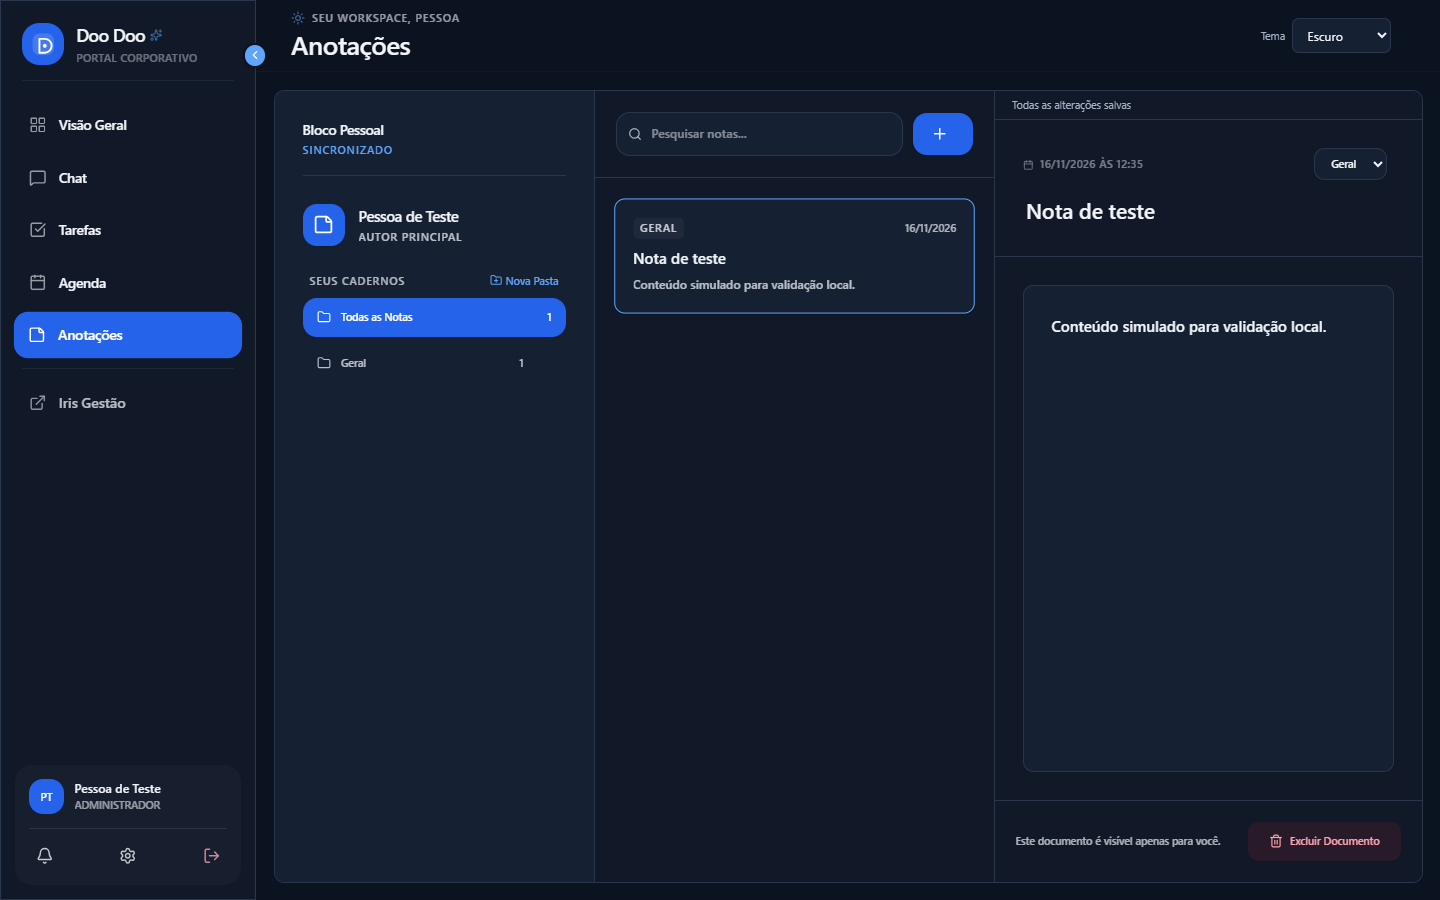 Doo Doo
PORTAL CORPORATIVO
Visão Geral
Chat
Tarefas
Agenda
Anotações
Iris Gestão
PT
Pessoa de Teste
ADMINISTRADOR
SEU WORKSPACE, PESSOA
Anotações
Tema
Escuro
Bloco Pessoal
SINCRONIZADO
Pessoa de Teste
AUTOR PRINCIPAL
SEUS CADERNOS
Nova Pasta
Todas as Notas 1
Geral 1
Pesquisar notas...
GERAL 16/11/2026
Nota de teste
Conteúdo simulado para validação local.
Todas as alterações salvas
16/11/2026 ÀS 12:35
Geral
Nota de teste
Conteúdo simulado para validação local.
Este documento é visível apenas para você.
Excluir Documento